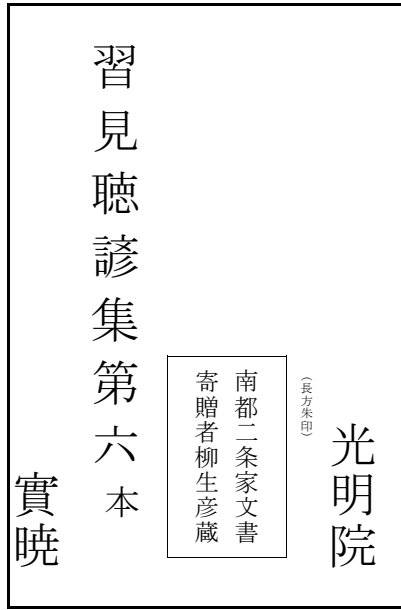 光明院
（長方朱印）
南都二条家文書
寄贈者柳生彦蔵
習見聴諺集第六 本
實暁